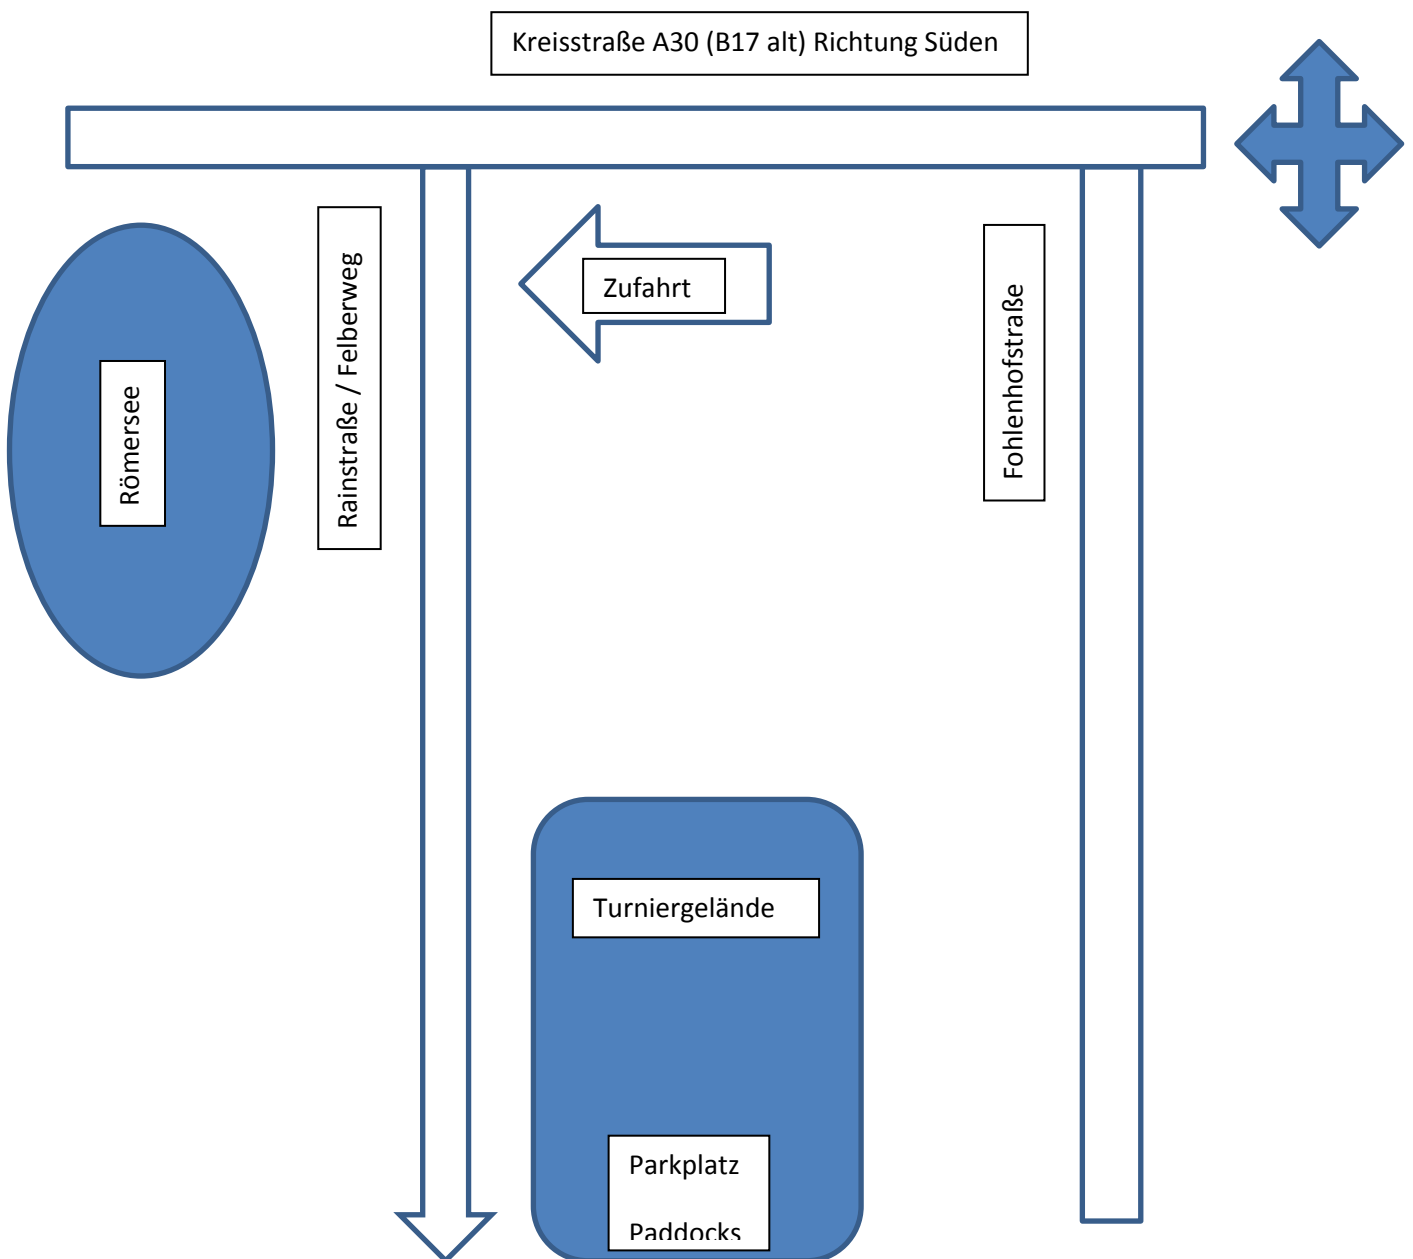 Kreisstraße A30 (B17 alt) Richtung Süden
Zufahrt
Rainstraße / Felberweg
Fohlenhofstraße
Römersee
Turniergelände
Parkplatz
Paddocks